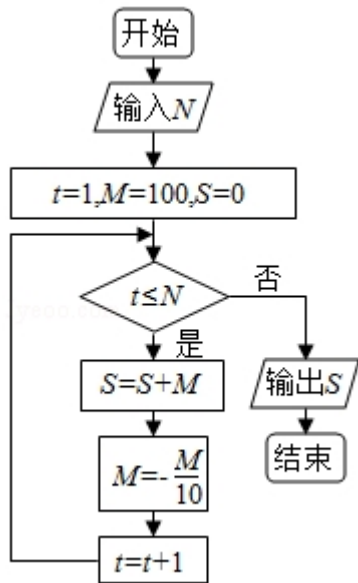 开始
输入N
t=1,M=100,S=0
t≤N
否
是
S=S+M
输出S
M=-M/10
结束
t=t+1